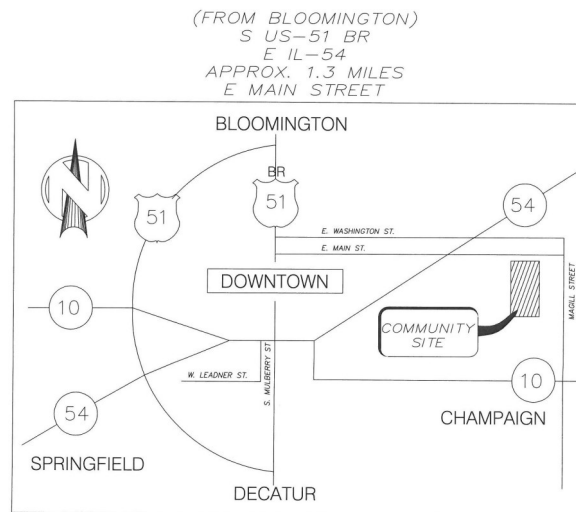 (FROM BLOOMINGTON)
S US-51 BR
E IL-54
APPROX. 1.3 MILES
E MAIN STREET
BLOOMINGTON
N
BR
51
51
54
E. WASHINGTON ST.
E. MAIN ST.
DOWNTOWN
10
COMMUNITY
SITE
MAGILL STREET
W. LEADNER ST.
S. MULBERRY ST
10
54
CHAMPAIGN
SPRINGFIELD
DECATUR